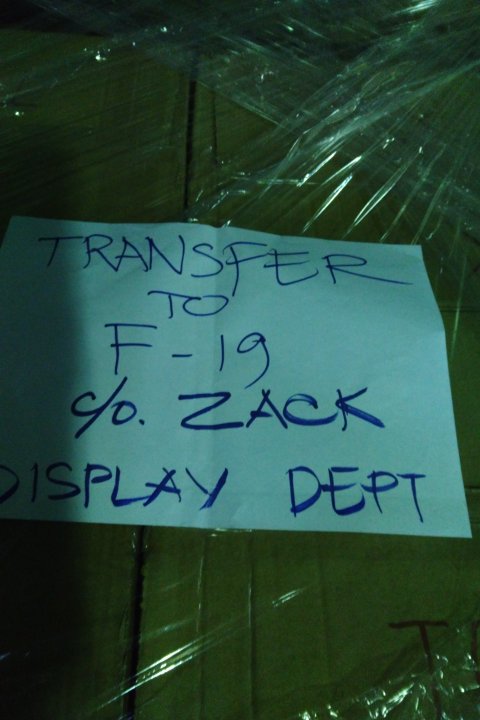 TRANSFER
TO
F - 19
c/o. ZACK
DISPLAY DEPT